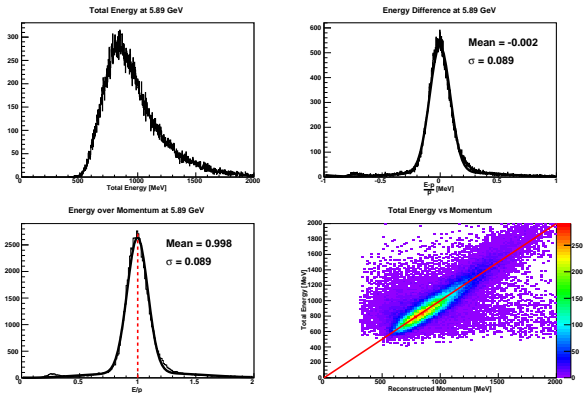 Total Energy at 5.89 GeV
300
250
200
150
100
50
0
0 500 1000 1500 2000
Total Energy [MeV]
Energy Difference at 5.89 GeV
Mean = -0.002
σ = 0.089
600
500
400
300
200
100
0
-1 -0.5 0 0.5 1
E-p
p [MeV]
Energy over Momentum at 5.89 GeV
Mean = 0.998
σ = 0.089
2500
2000
1500
1000
500
0
0 0.5 1 1.5 2
E/p
Total Energy vs Momentum
Total Energy [MeV]
2000
1800
1600
1400
1200
1000
800
600
400
200
0
0 500 1000 1500 2000
Reconstructed Momentum [MeV]
250
200
150
100
50
0